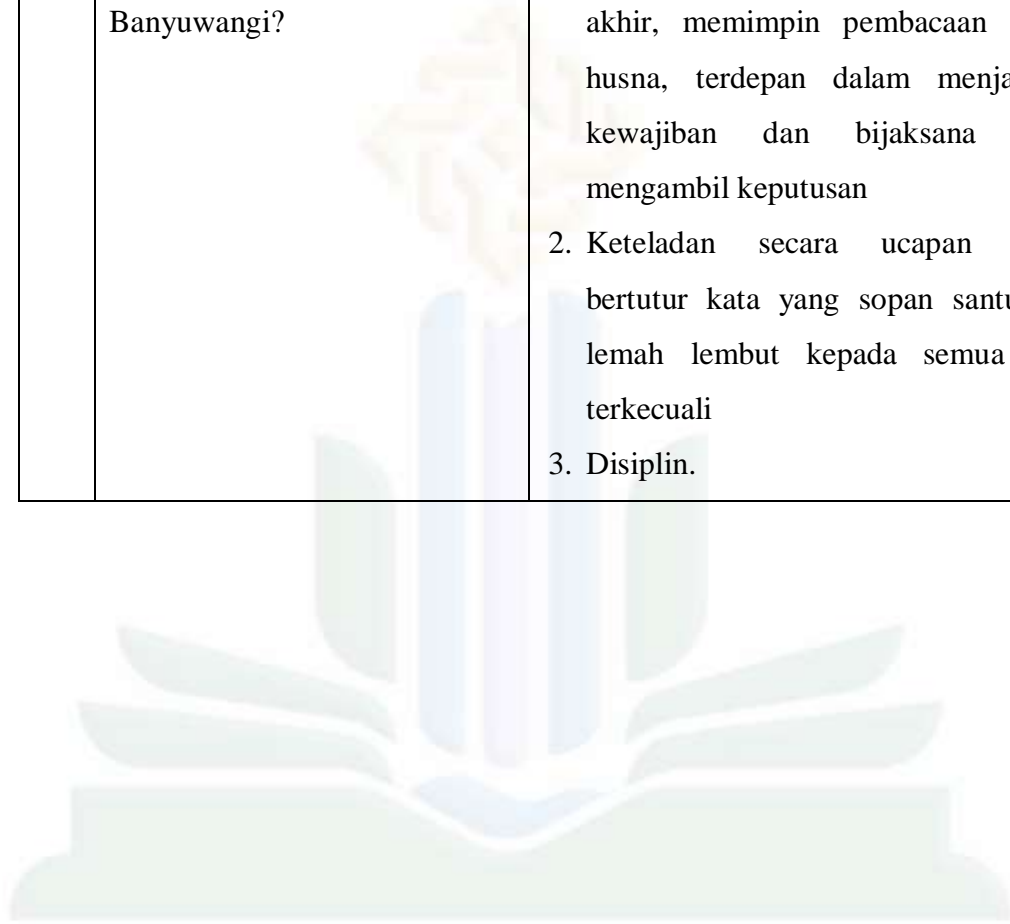 Banyuwangi?
akhir, memimpin pembacaan
husna, terdepan dalam
kewajiban dan bijaksana
mengambil keputusan
2. Keteladan secara ucapan
bertutur kata yang sopan
lemah lembut kepada semua
terkecuali
3. Disiplin.